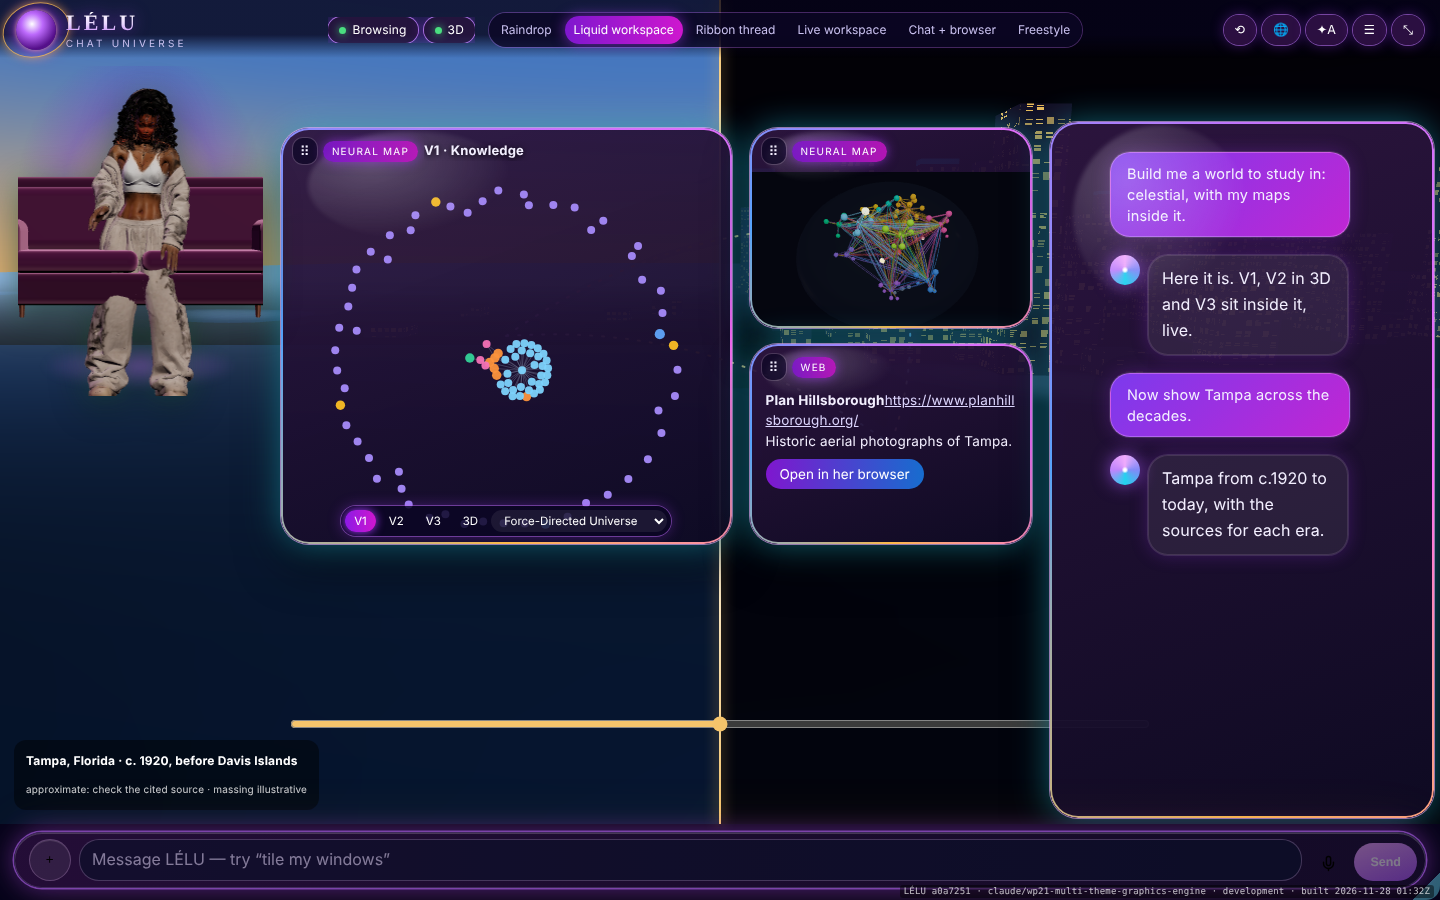 LÉLU
CHAT UNIVERSE
Browsing
3D
Raindrop
Liquid workspace
Ribbon thread
Live workspace
Chat + browser
Freestyle
✦A
NEURAL MAP
V1 · Knowledge
V1
V2
V3
3D
Force-Directed Universe
NEURAL MAP
WEB
Plan Hillsboroughhttps://www.planhill
sborough.org/
Historic aerial photographs of Tampa.
Open in her browser
Build me a world to study in:
celestial, with my maps
inside it.
Here it is. V1, V2 in 3D
and V3 sit inside it,
live.
Now show Tampa across the
decades.
Tampa from c.1920 to
today, with the
sources for each era.
Tampa, Florida · c. 1920, before Davis Islands
approximate: check the cited source · massing illustrative
+
Message LÉLU — try “tile my windows”
Send
LÉLU a0a7251 · claude/wp21-multi-theme-graphics-engine · development · built 2026-11-28 01:32Z